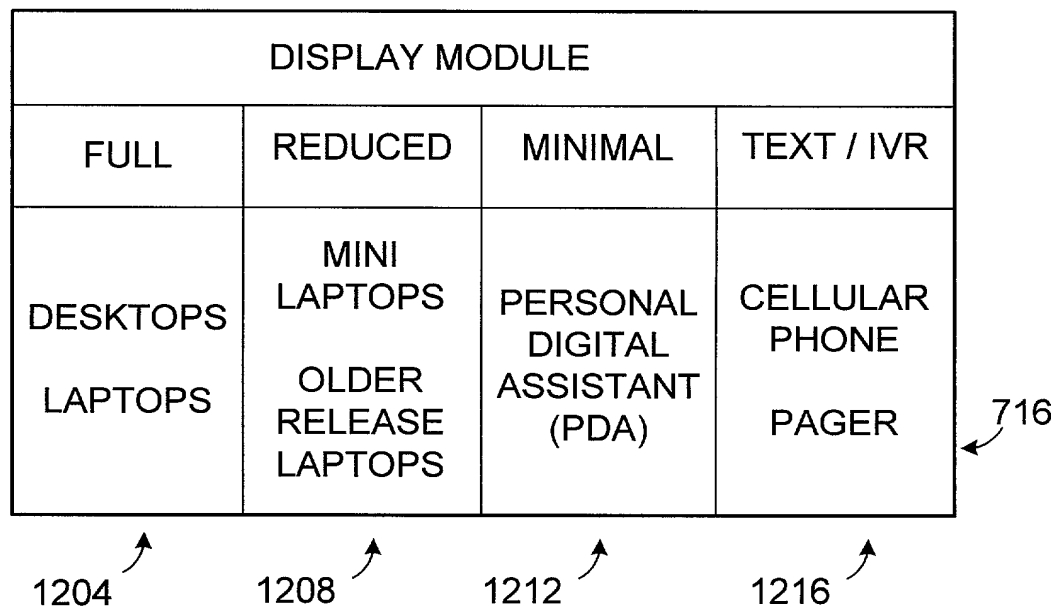 DISPLAY MODULE
FULL
REDUCED
MINIMAL
TEXT / IVR
DESKTOPS
LAPTOPS
MINI
LAPTOPS
OLDER
RELEASE
LAPTOPS
PERSONAL
DIGITAL
ASSISTANT
(PDA)
CELLULAR
PHONE
PAGER
716
1204
1208
1212
1216